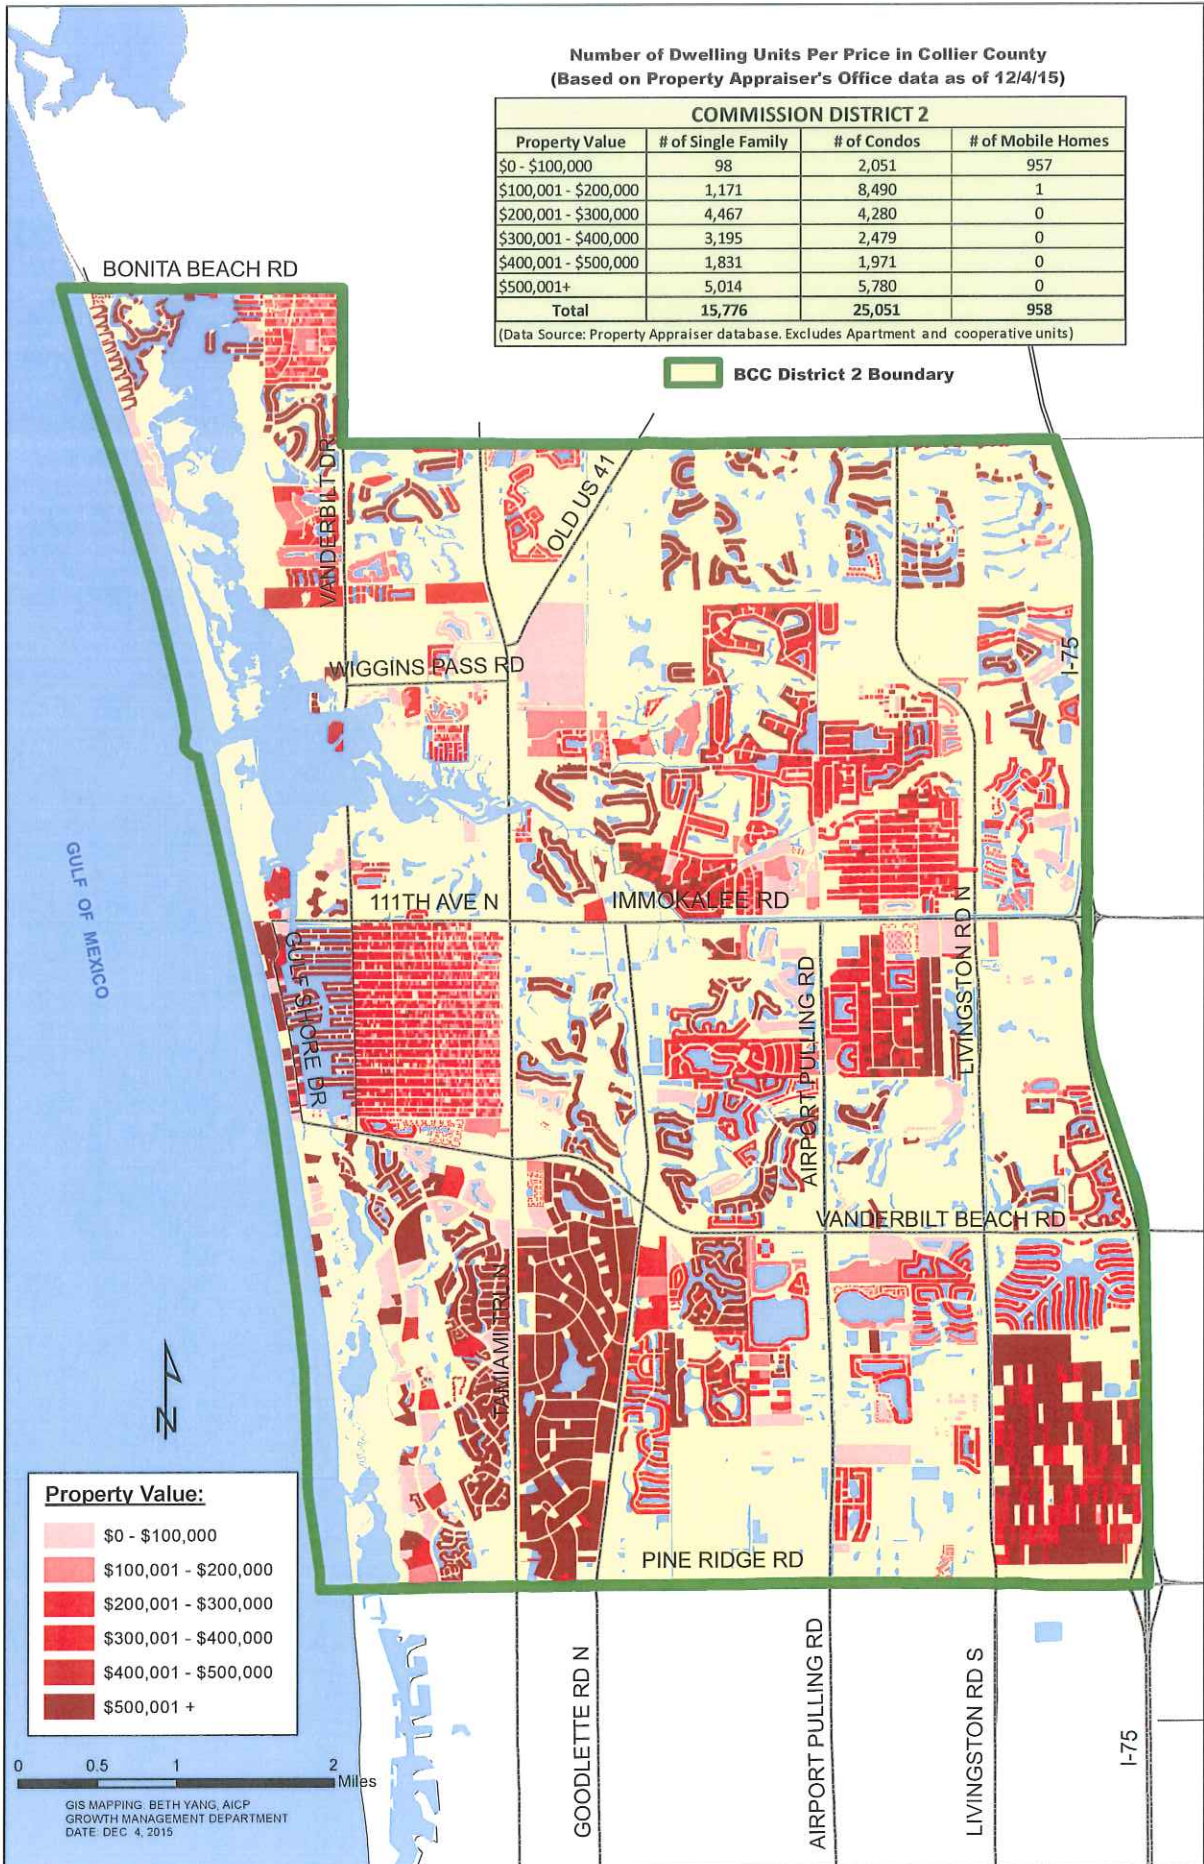 Number of Dwelling Units Per Price in Collier County
(Based on Property Appraiser's Office data as of 12/4/15)
COMMISSION DISTRICT 2
Property Value # of Single Family # of Condos # of Mobile Homes
$0 - $100,000 98 2,051 957
$100,001 - $200,000 1,171 8,490 1
$200,001 - $300,000 4,467 4,280 0
$300,001 - $400,000 3,195 2,479 0
$400,001 - $500,000 1,831 1,971 0
$500,001+ 5,014 5,780 0
Total 15,776 25,051 958
(Data Source: Property Appraiser database. Excludes Apartment and cooperative units)
BCC District 2 Boundary
BONITA BEACH RD
VANDERBILT DR
OLD US 41
I-75
WIGGINS PASS RD
GULF OF MEXICO
111TH AVE N
IMMOKALEE RD
LIVINGSTON RD N
GULF SHORE DR
AIRPORT PULLING RD
VANDERBILT BEACH RD
TAMIAMI TRL N
N
PINE RIDGE RD
Property Value:
$0 - $100,000
$100,001 - $200,000
$200,001 - $300,000
$300,001 - $400,000
$400,001 - $500,000
$500,001 +
GOODLETTE RD N
AIRPORT PULLING RD
LIVINGSTON RD S
I-75
0 0.5 1 2
Miles
GIS MAPPING: BETH YANG, AICP
GROWTH MANAGEMENT DEPARTMENT
DATE: DEC 4, 2015